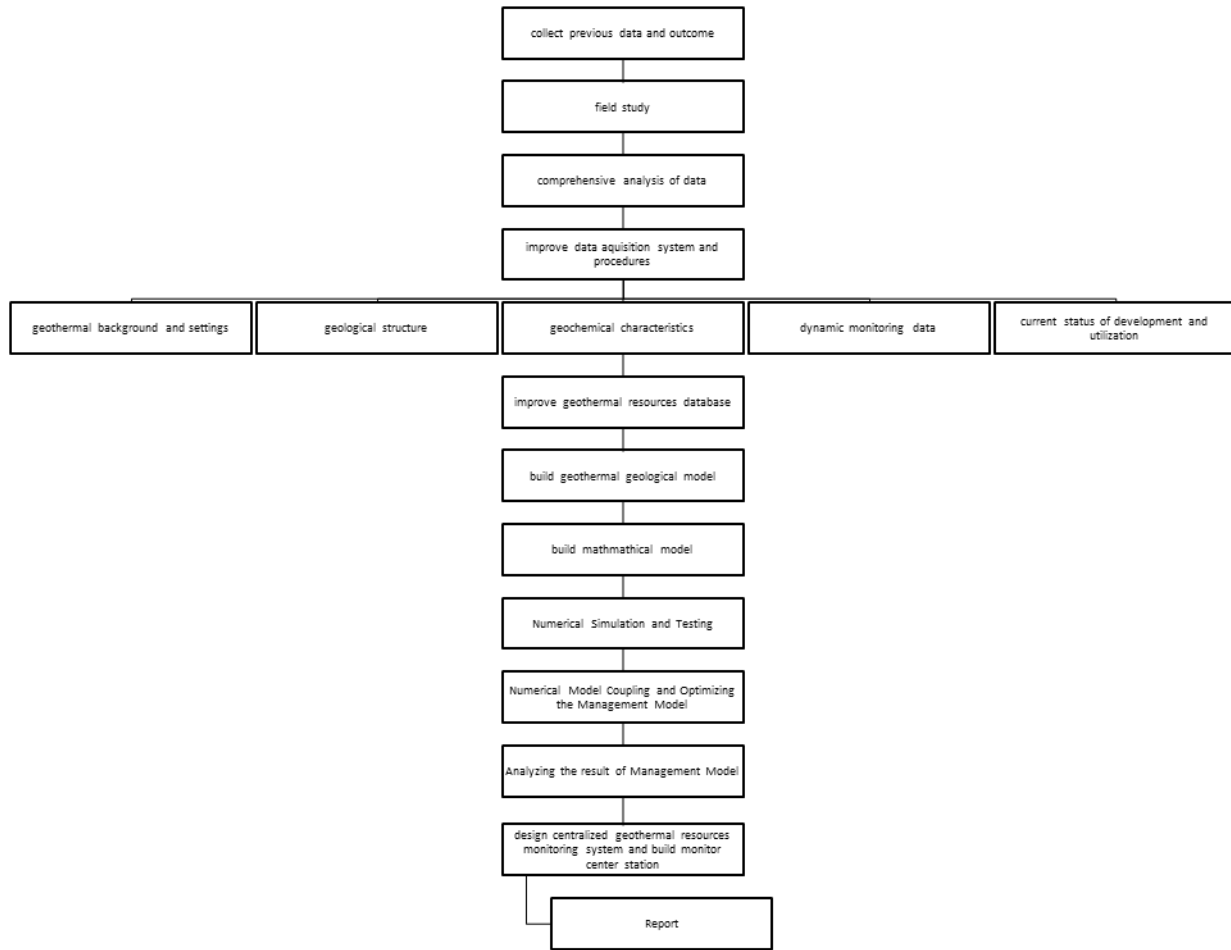 collect previous data and outcome
field study
comprehensive analysis of data
improve data aquisition system and
procedures
geothermal background and settings
geological structure
geochemical characteristics
dynamic monitoring data
current status of development and
utilization
improve geothermal resources database
build geothermal geological model
build mathmathical model
Numerical Simulation and Testing
Numerical Model Coupling and Optimizing
the Management Model
Analyzing the result of Management Model
design centralized geothermal resources
monitoring system and build monitor
center station
Report